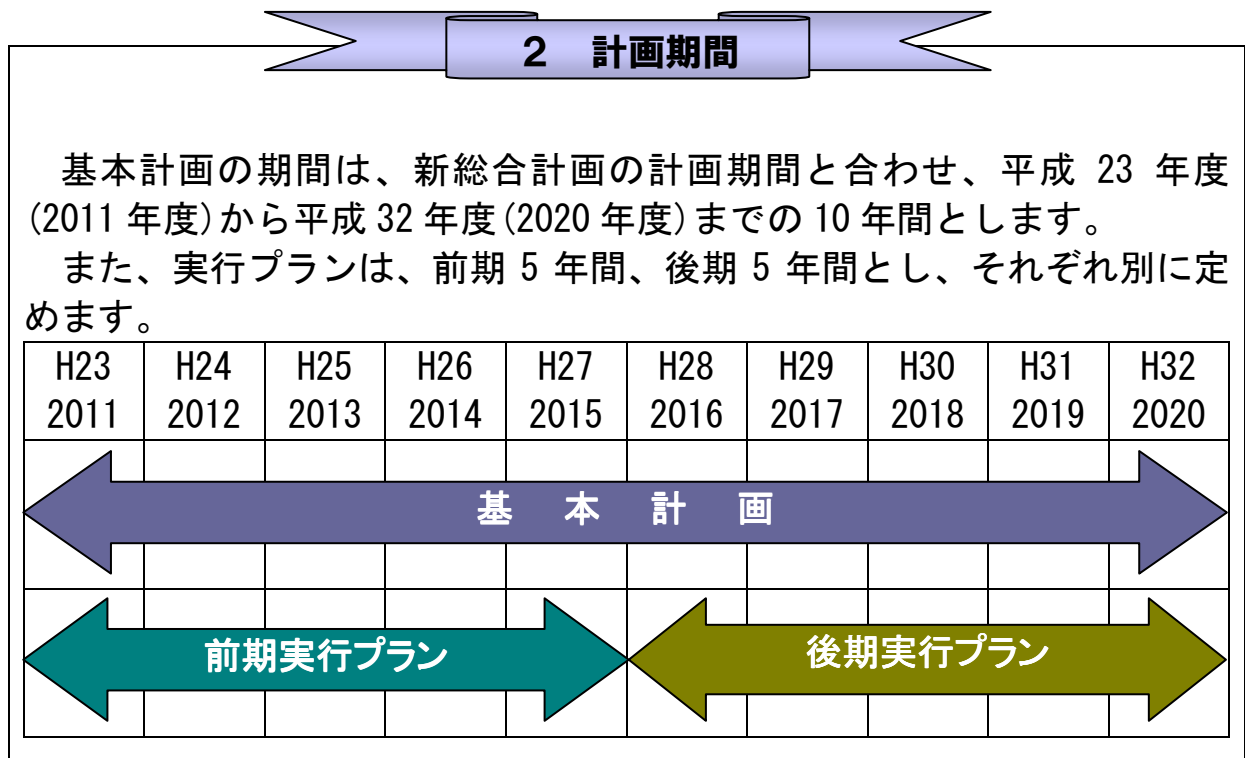 ２ 計画期間
基本計画の期間は、新総合計画の計画期間と合わせ、平成 23 年度
(2011 年度)から平成 32 年度(2020 年度)までの 10 年間とします。
また、実行プランは、前期 5 年間、後期 5 年間とし、それぞれ別に定
めます。
H23 H24 H25 H26 H27 H28 H29 H30 H31 H32
2011 2012 2013 2014 2015 2016 2017 2018 2019 2020
基 本 計 画
前期実行プラン 後期実行プラン